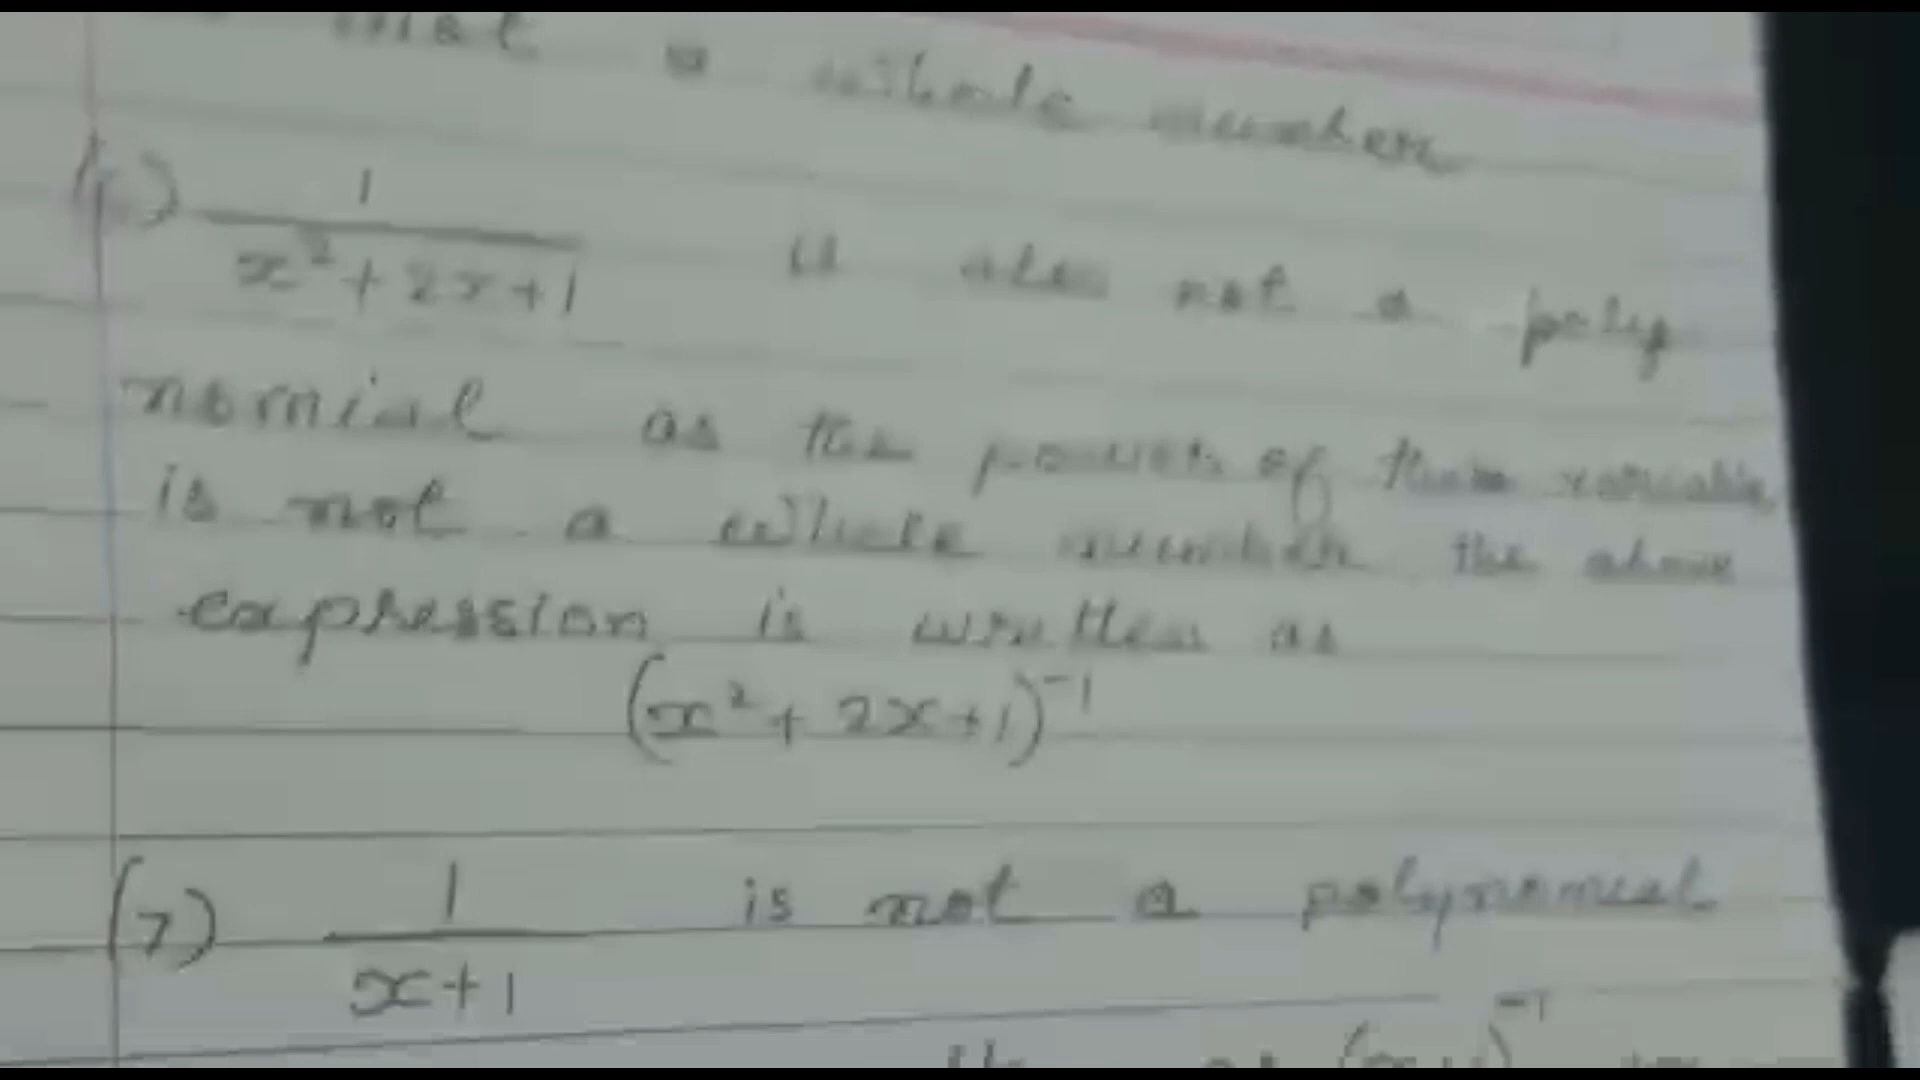 a whole number
(6) 1/(x² + 2x + 1) is also not a poly
nomial as the power of their variable
is not a whole number the above
expression is written as
(x² + 2x + 1)⁻¹
(7) 1/(x + 1) is not a polynomial